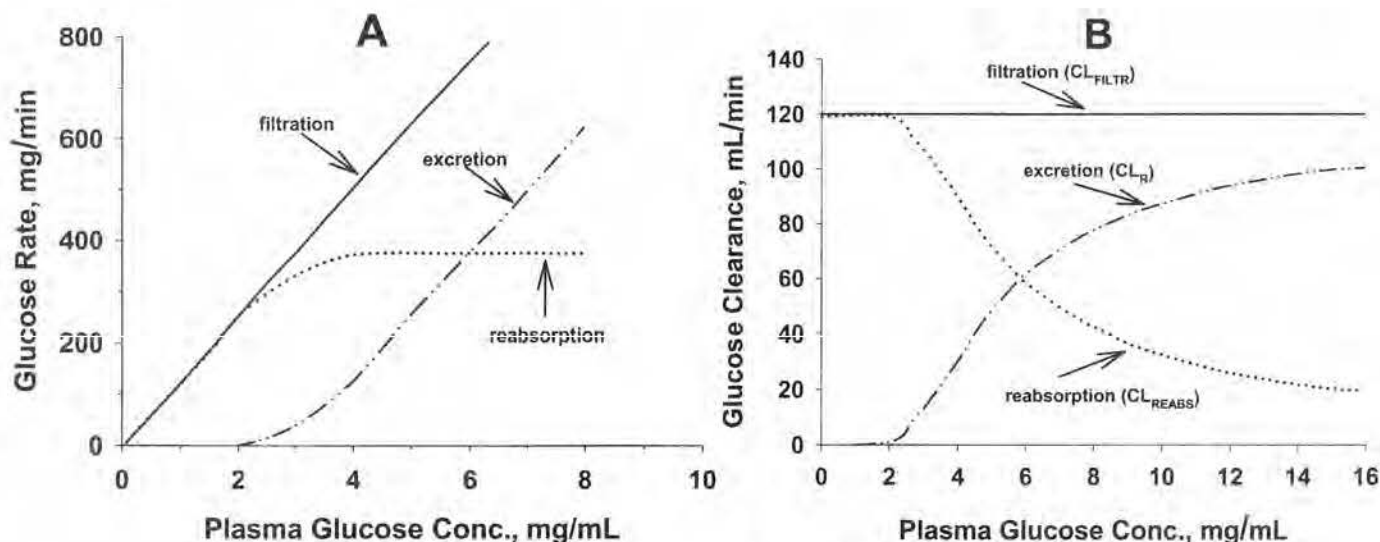 A
Glucose Rate, mg/min
800
600
400
200
0
filtration
excretion
reabsorption
0 2 4 6 8 10
Plasma Glucose Conc., mg/mL
B
Glucose Clearance, mL/min
140
120
100
80
60
40
20
0
filtration (CLFILTR)
excretion (CLR)
reabsorption (CLREABS)
0 2 4 6 8 10 12 14 16
Plasma Glucose Conc., mg/mL